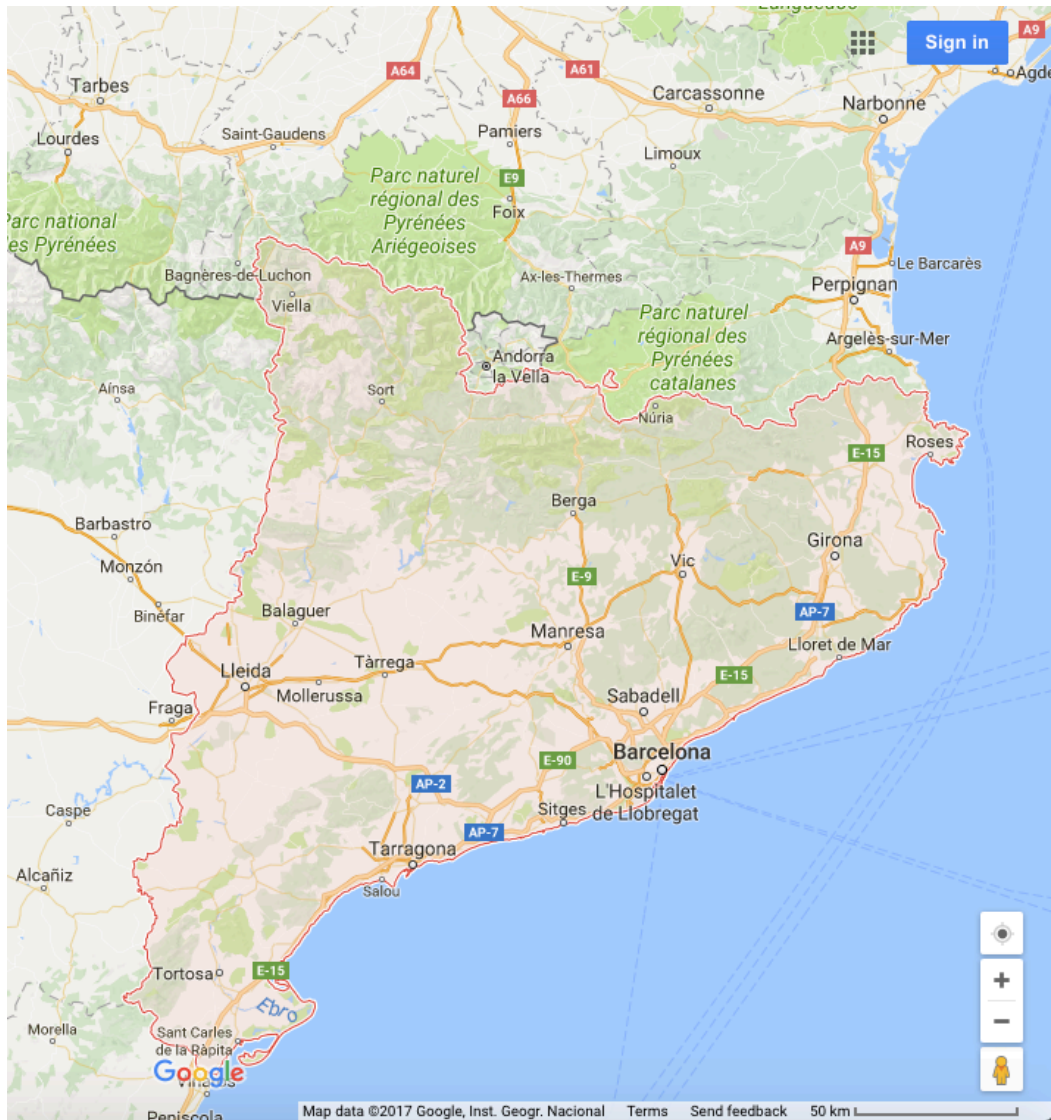 Languedoc
Sign in
A9
A64
A61
Agde
Tarbes
A66
Carcassonne
Narbonne
Lourdes
Saint-Gaudens
Pamiers
Limoux
Parc naturel
régional des
Pyrénées
Ariégeoises
E9
Foix
Parc national
des Pyrénées
A9
Le Barcarès
Bagnères-de-Luchon
Ax-les-Thermes
Perpignan
Viella
Parc naturel
régional des
Pyrénées
catalanes
Argelès-sur-Mer
Andorra
la Vella
Aínsa
Sort
Núria
Roses
E-15
Berga
Barbastro
Girona
Monzón
Vic
E-9
Binéfar
Balaguer
AP-7
Manresa
Lloret de Mar
Lleida
Tàrrega
E-15
Mollerussa
Sabadell
Fraga
Barcelona
E-90
AP-2
L'Hospitalet
de Llobregat
Caspe
Sitges
AP-7
Tarragona
Alcañiz
Salou
Tortosa
E-15
Ebro
Morella
Sant Carles
de la Ràpita
Google
Vinaròs
Peniscola
Map data ©2017 Google, Inst. Geogr. Nacional Terms Send feedback 50 km